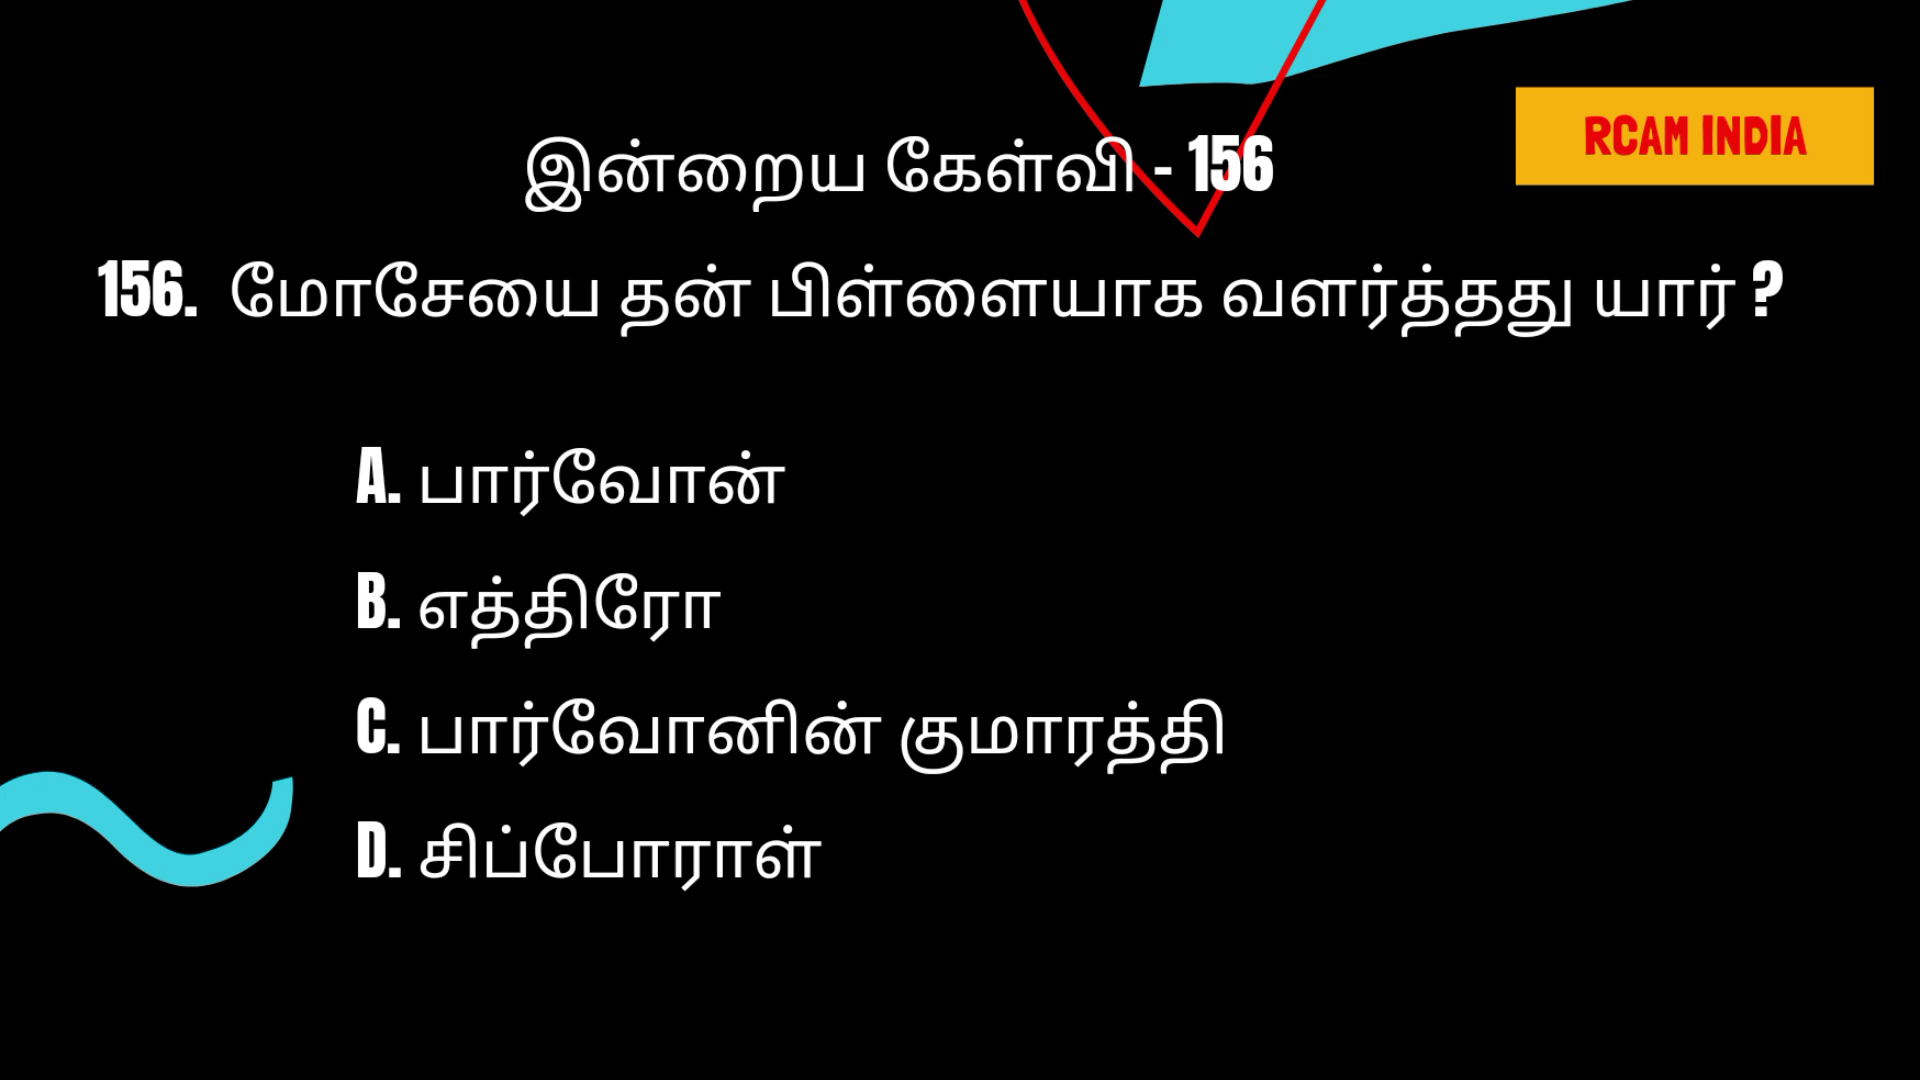 RCAM INDIA
இன்றைய கேள்வி - 156
156. மோசேயை தன் பிள்ளையாக வளர்த்தது யார் ?
A. பார்வோன்
B. எத்திரோ
C. பார்வோனின் குமாரத்தி
D. சிப்போராள்